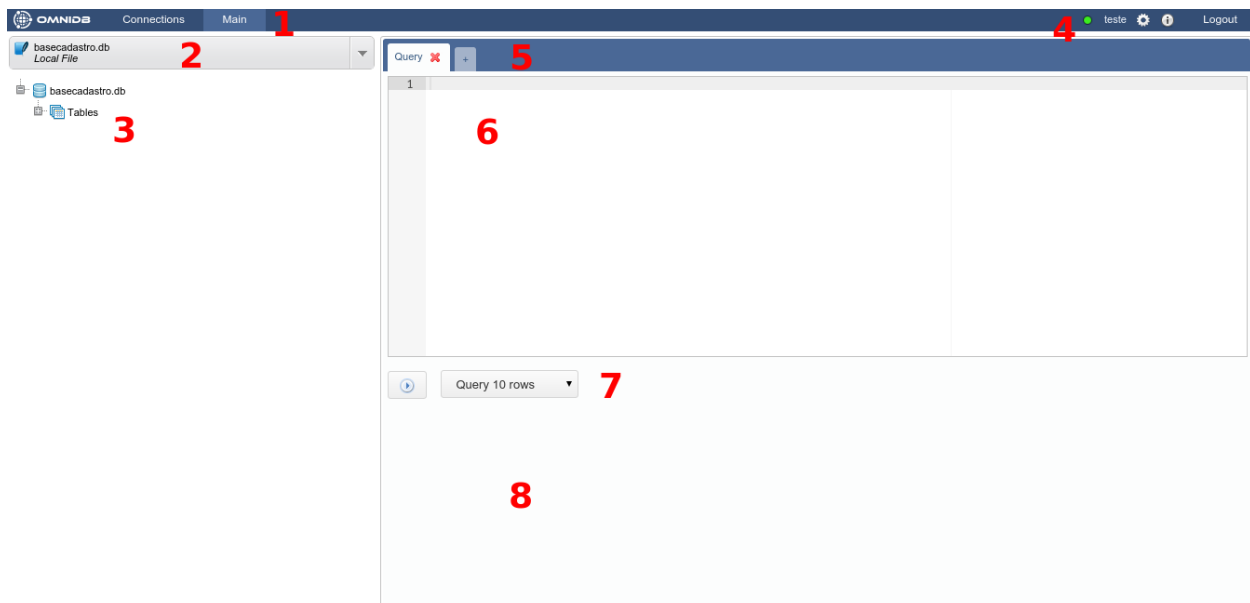 OMNIDB Connections Main 1 4 teste Logout
basecadastro.db
Local File
2
Query + 5
1
basecadastro.db
Tables
3
6
Query 10 rows 7
8